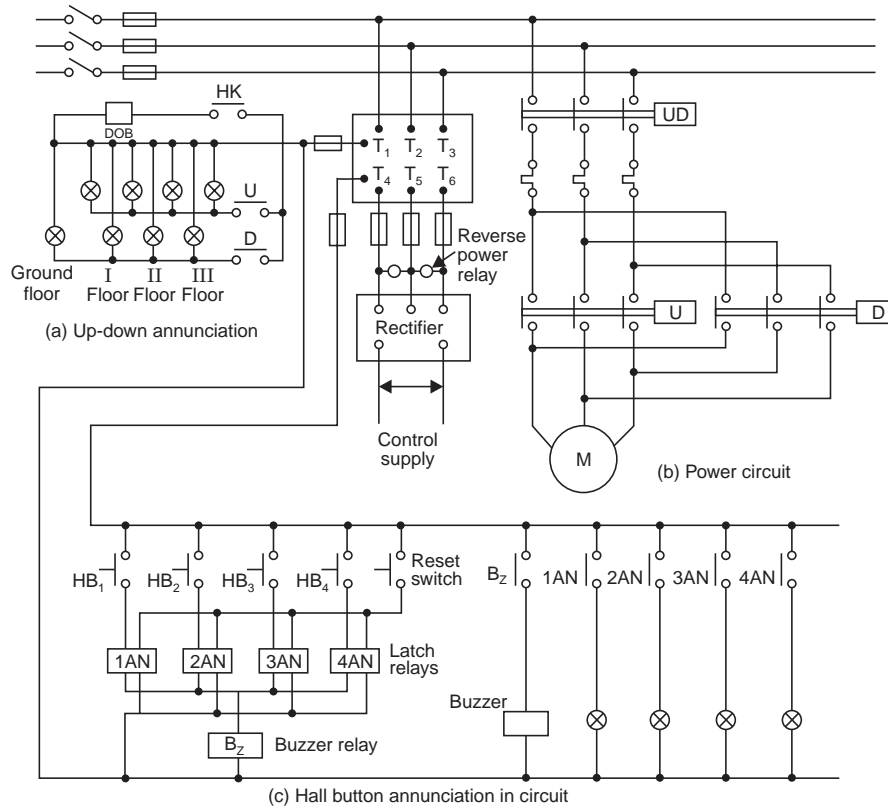 HK
DOB
UD
T1 T2 T3
T4 T5 T6
U
D
Reverse
power
relay
Ground
floor
I
Floor
II
Floor
III
Floor
(a) Up-down annunciation
Rectifier
U
D
Control
supply
M
(b) Power circuit
HB1
HB2
HB3
HB4
Reset
switch
BZ
1AN
2AN
3AN
4AN
1AN
2AN
3AN
4AN
Latch
relays
Buzzer
BZ
Buzzer relay
(c) Hall button annunciation in circuit